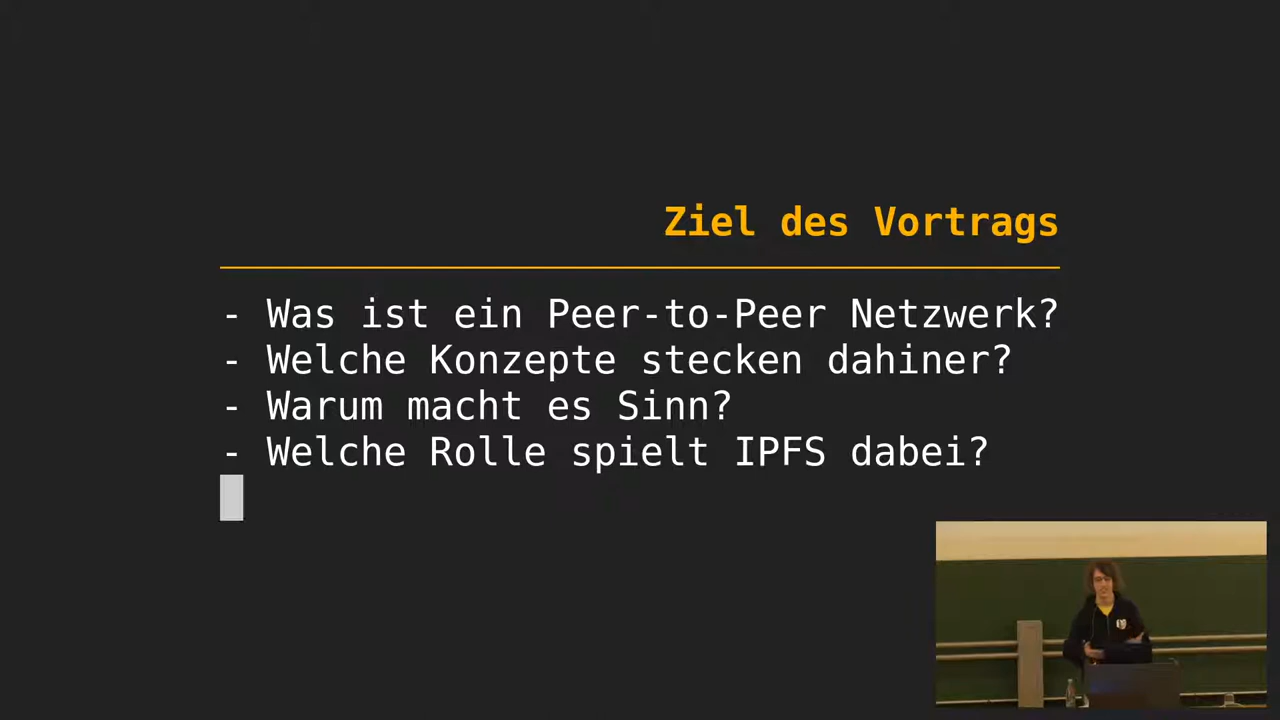 Ziel des Vortrags
- Was ist ein Peer-to-Peer Netzwerk?
- Welche Konzepte stecken dahiner?
- Warum macht es Sinn?
- Welche Rolle spielt IPFS dabei?